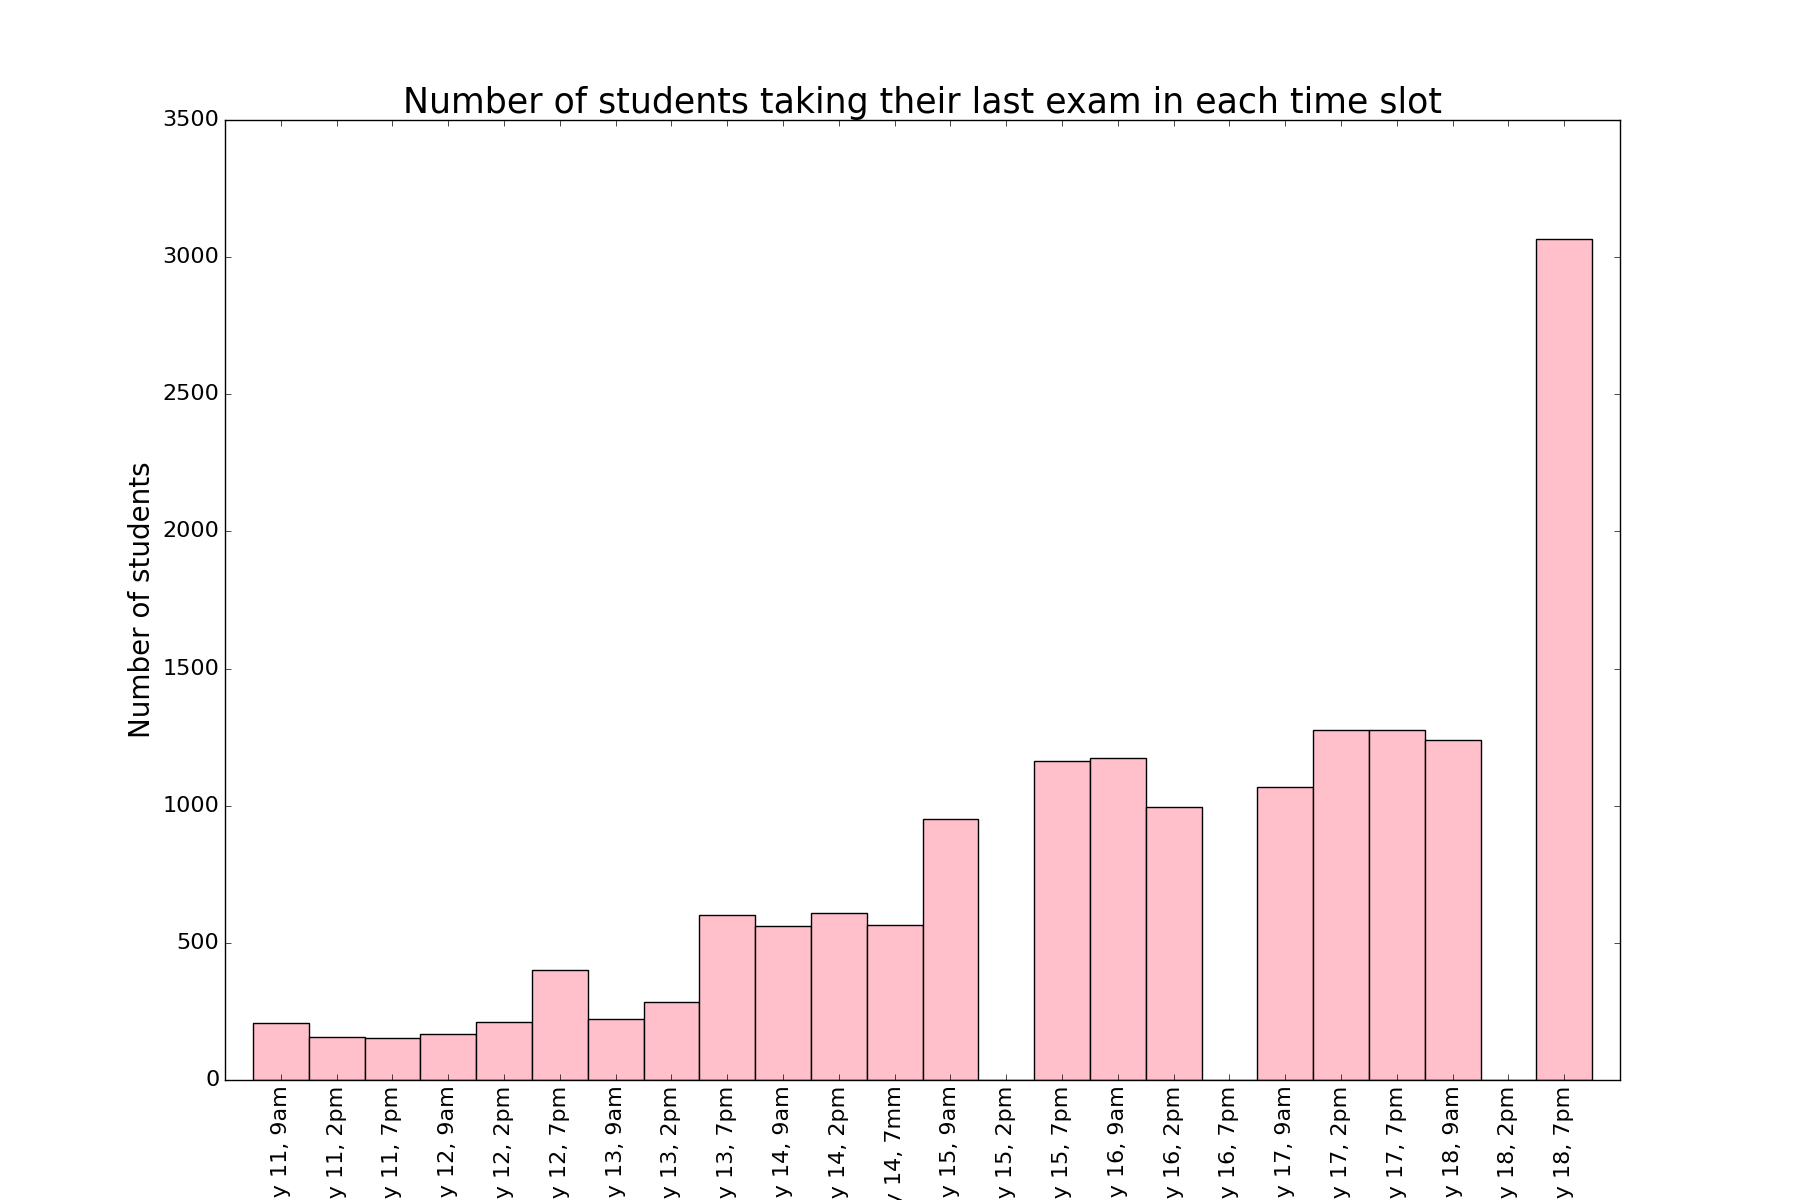 Number of students taking their last exam in each time slot
3500
3000
2500
2000
1500
1000
500
0
Number of students
y 11, 9am
y 11, 2pm
y 11, 7pm
y 12, 9am
y 12, 2pm
y 12, 7pm
y 13, 9am
y 13, 2pm
y 13, 7pm
y 14, 9am
y 14, 2pm
y 14, 7mm
y 15, 9am
y 15, 2pm
y 15, 7pm
y 16, 9am
y 16, 2pm
y 16, 7pm
y 17, 9am
y 17, 2pm
y 17, 7pm
y 18, 9am
y 18, 2pm
y 18, 7pm